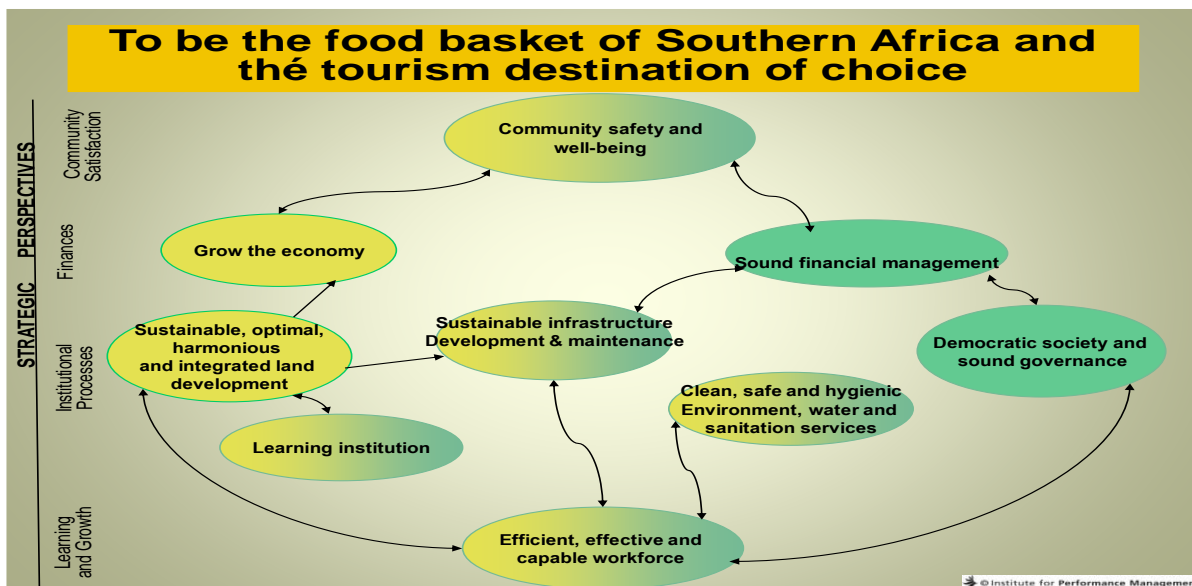 To be the food basket of Southern Africa and
thé tourism destination of choice
STRATEGIC PERSPECTIVES
Community
Satisfaction
Community safety and
well-being
Finances
Grow the economy
Sound financial management
Institutional
Processes
Sustainable, optimal,
harmonious
and integrated land
development
Sustainable infrastructure
Development & maintenance
Democratic society and
sound governance
Clean, safe and hygienic
Environment, water and
sanitation services
Learning institution
Learning
and Growth
Efficient, effective and
capable workforce
© Institute for Performance Management